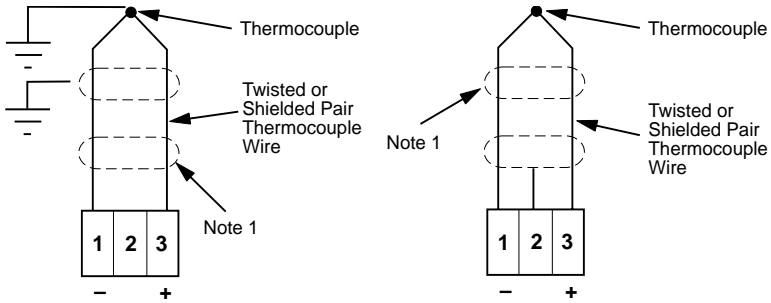 Thermocouple
Twisted or
Shielded Pair
Thermocouple
Wire
Note 1
1 2 3
– +
Thermocouple
Note 1
Twisted or
Shielded Pair
Thermocouple
Wire
1 2 3
– +